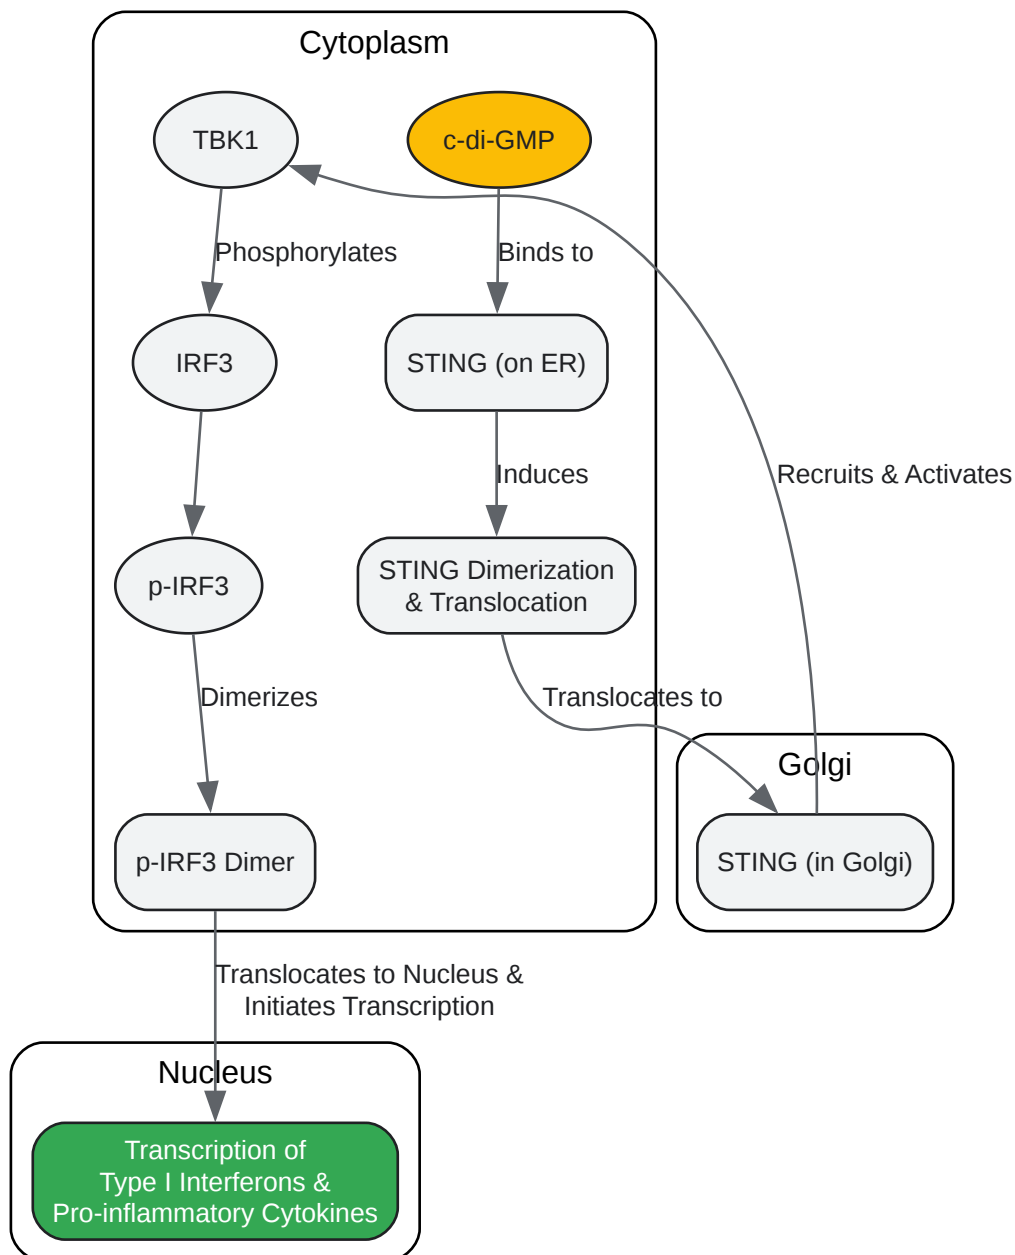 Cytoplasm
TBK1
c-di-GMP
Phosphorylates
Binds to
IRF3
STING (on ER)
Induces
Recruits & Activates
p-IRF3
STING Dimerization
& Translocation
Dimerizes
Translocates to
Golgi
p-IRF3 Dimer
STING (in Golgi)
Translocates to Nucleus &
Initiates Transcription
Nucleus
Transcription of
Type I Interferons &
Pro-inflammatory Cytokines